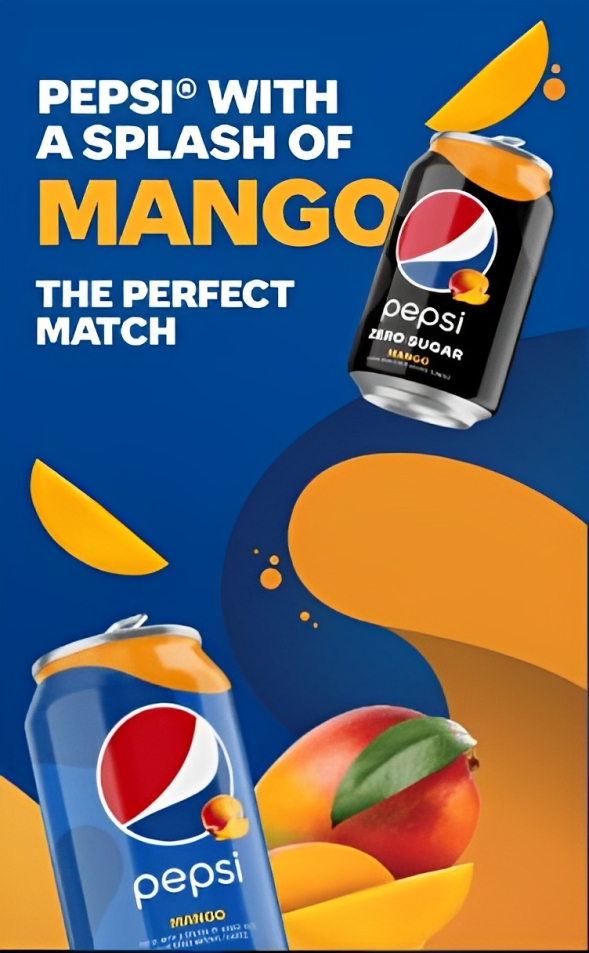 PEPSI® WITH
A SPLASH OF
MANGO
THE PERFECT
MATCH
pepsi
ZERO SUGAR
MANGO
pepsi
MANGO